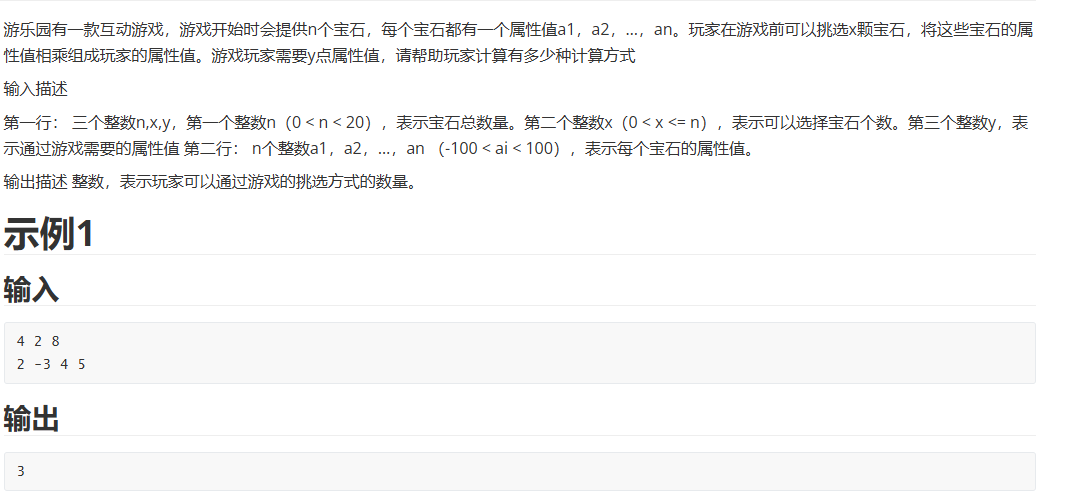 游乐园有一款互动游戏，游戏开始时会提供n个宝石，每个宝石都有一个属性值a1，a2，...，an。玩家在游戏前可以挑选x颗宝石，将这些宝石的属
性值相乘组成玩家的属性值。游戏玩家需要y点属性值，请帮助玩家计算有多少种计算方式
输入描述
第一行： 三个整数n,x,y，第一个整数n（0 < n < 20），表示宝石总数量。第二个整数x（0 < x <= n），表示可以选择宝石个数。第三个整数y，表
示通过游戏需要的属性值 第二行： n个整数a1，a2，...，an （-100 < ai < 100），表示每个宝石的属性值。
输出描述 整数，表示玩家可以通过游戏的挑选方式的数量。
示例1
输入
4 2 8
2 -3 4 5
输出
3